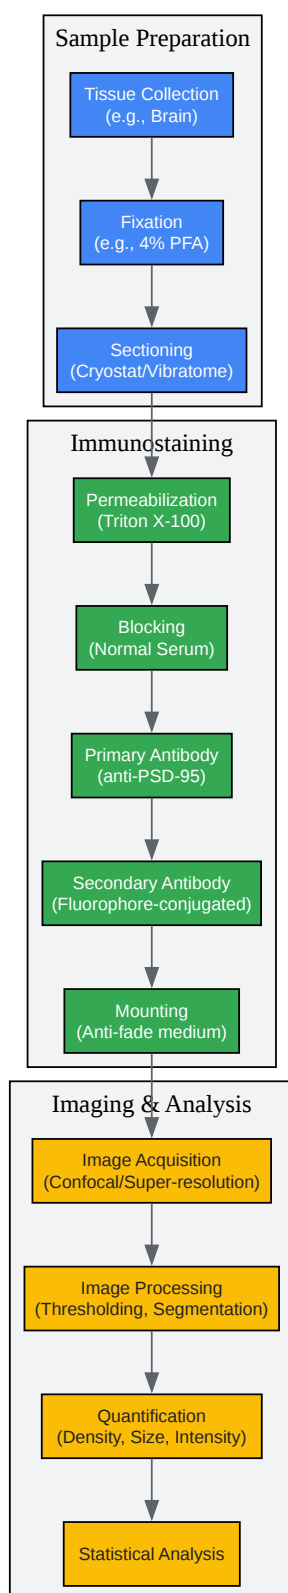 Sample Preparation
Tissue Collection
(e.g., Brain)
Fixation
(e.g., 4% PFA)
Sectioning
(Cryostat/Vibratome)
Immunostaining
Permeabilization
(Triton X-100)
Blocking
(Normal Serum)
Primary Antibody
(anti-PSD-95)
Secondary Antibody
(Fluorophore-conjugated)
Mounting
(Anti-fade medium)
Imaging & Analysis
Image Acquisition
(Confocal/Super-resolution)
Image Processing
(Thresholding, Segmentation)
Quantification
(Density, Size, Intensity)
Statistical Analysis